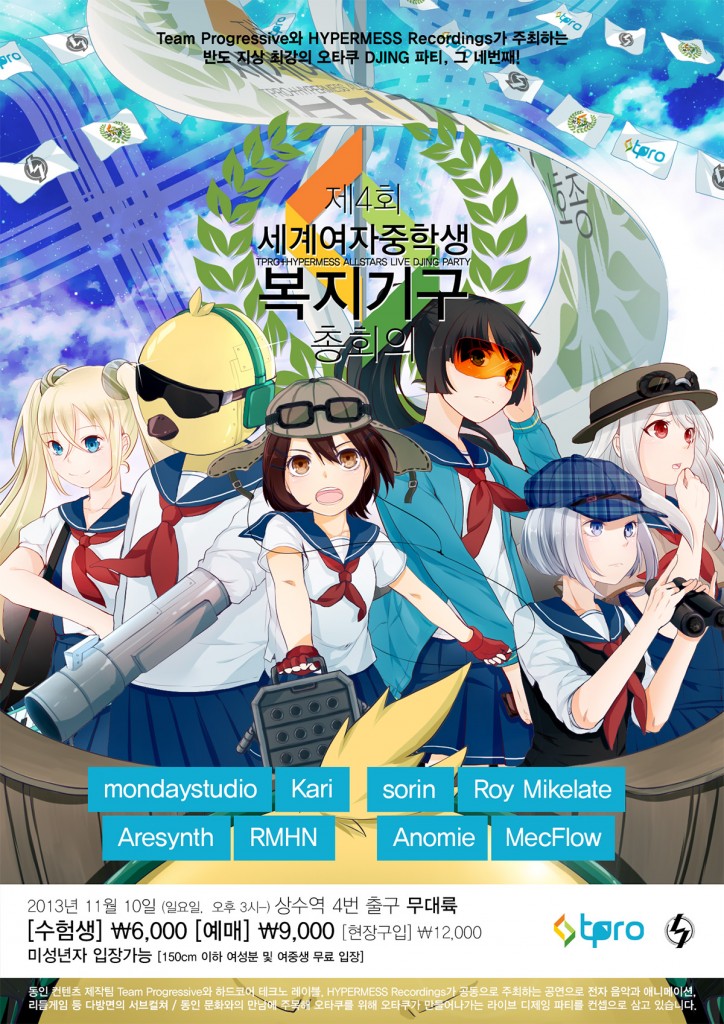 Team Progressive와 HYPERMESS Recordings가 주최하는
반도 지상 최강의 오타쿠 DJING 파티, 그 네번째!
tpro
제4회
세계여자중학생
TPRO+HYPERMESS ALLSTARS LIVE DJING PARTY
복지기구
총회의
mondaystudio
Kari
sorin
Roy Mikelate
Aresynth
RMHN
Anomie
MecFlow
2013년 11월 10일 (일요일, 오후 3시~) 상수역 4번 출구 무대륙
[수험생] ₩6,000 [예매] ₩9,000 [현장구입] ₩12,000
미성년자 입장가능 [150cm 이하 여성분 및 여중생 무료 입장]
tpro
동인 컨텐츠 제작팀 Team Progressive와 하드코어 테크노 레이블, HYPERMESS Recordings가 공동으로 주최하는 공연으로 전자 음악과 애니메이션,
리듬게임 등 다방면의 서브컬쳐 / 동인 문화와의 만남에 주목해 오타쿠를 위해 오타쿠가 만들어나가는 라이브 디제잉 파티를 컨셉으로 삼고 있습니다.